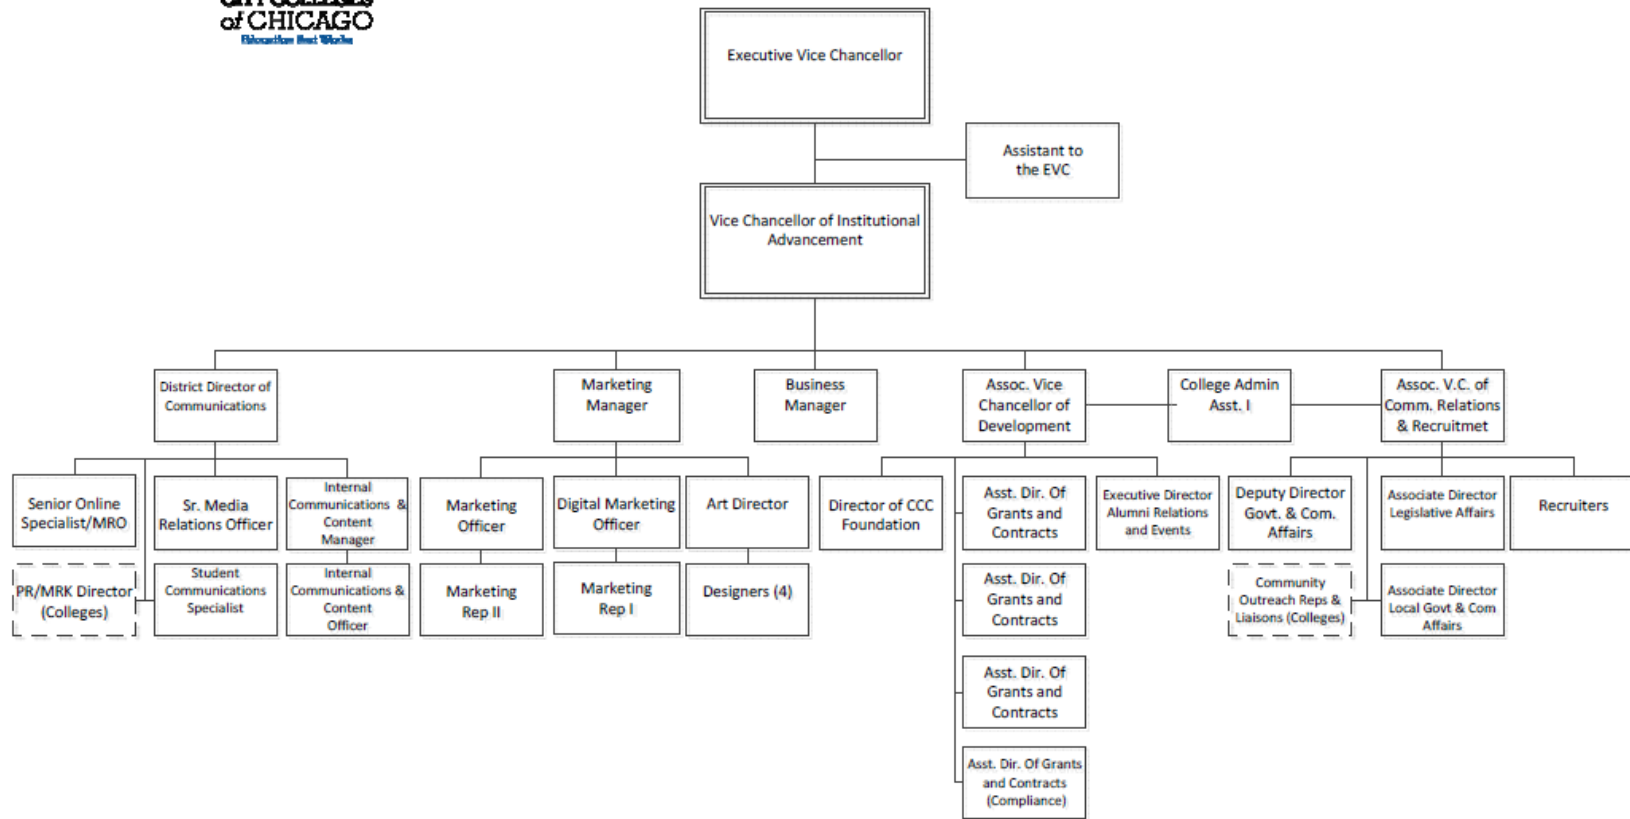 of CHICAGO
Education that Works
Executive Vice Chancellor
Assistant to
the EVC
Vice Chancellor of Institutional
Advancement
District Director of
Communications
Marketing
Manager
Business
Manager
Assoc. Vice
Chancellor of
Development
College Admin
Asst. I
Assoc. V.C. of
Comm. Relations
& Recruitmet
Senior Online
Specialist/MRO
Sr. Media
Relations Officer
Internal
Communications &
Content
Manager
Marketing
Officer
Digital Marketing
Officer
Art Director
Director of CCC
Foundation
Asst. Dir. Of
Grants and
Contracts
Executive Director
Alumni Relations
and Events
Deputy Director
Govt. & Com.
Affairs
Associate Director
Legislative Affairs
Recruiters
PR/MRK Director
(Colleges)
Student
Communications
Specialist
Internal
Communications &
Content
Officer
Marketing
Rep II
Marketing
Rep I
Designers (4)
Asst. Dir. Of
Grants and
Contracts
Community
Outreach Reps &
Liaisons (Colleges)
Associate Director
Local Govt & Com
Affairs
Asst. Dir. Of
Grants and
Contracts
Asst. Dir. Of Grants
and Contracts
(Compliance)